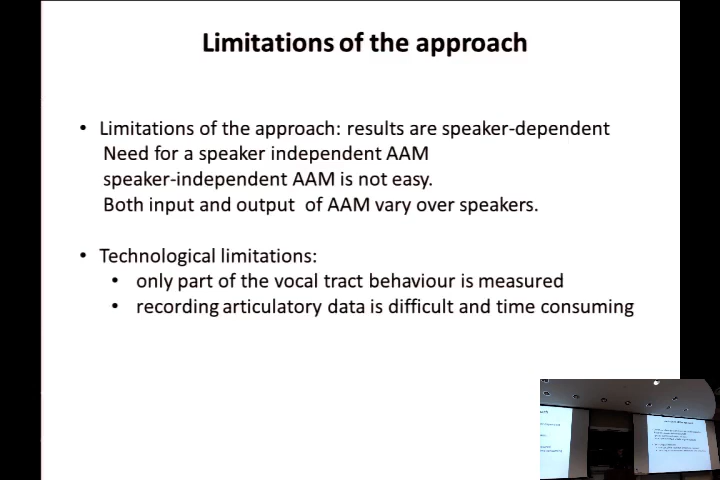 Limitations of the approach
• Limitations of the approach: results are speaker-dependent
Need for a speaker independent AAM
speaker-independent AAM is not easy.
Both input and output of AAM vary over speakers.
• Technological limitations:
• only part of the vocal tract behaviour is measured
• recording articulatory data is difficult and time consuming